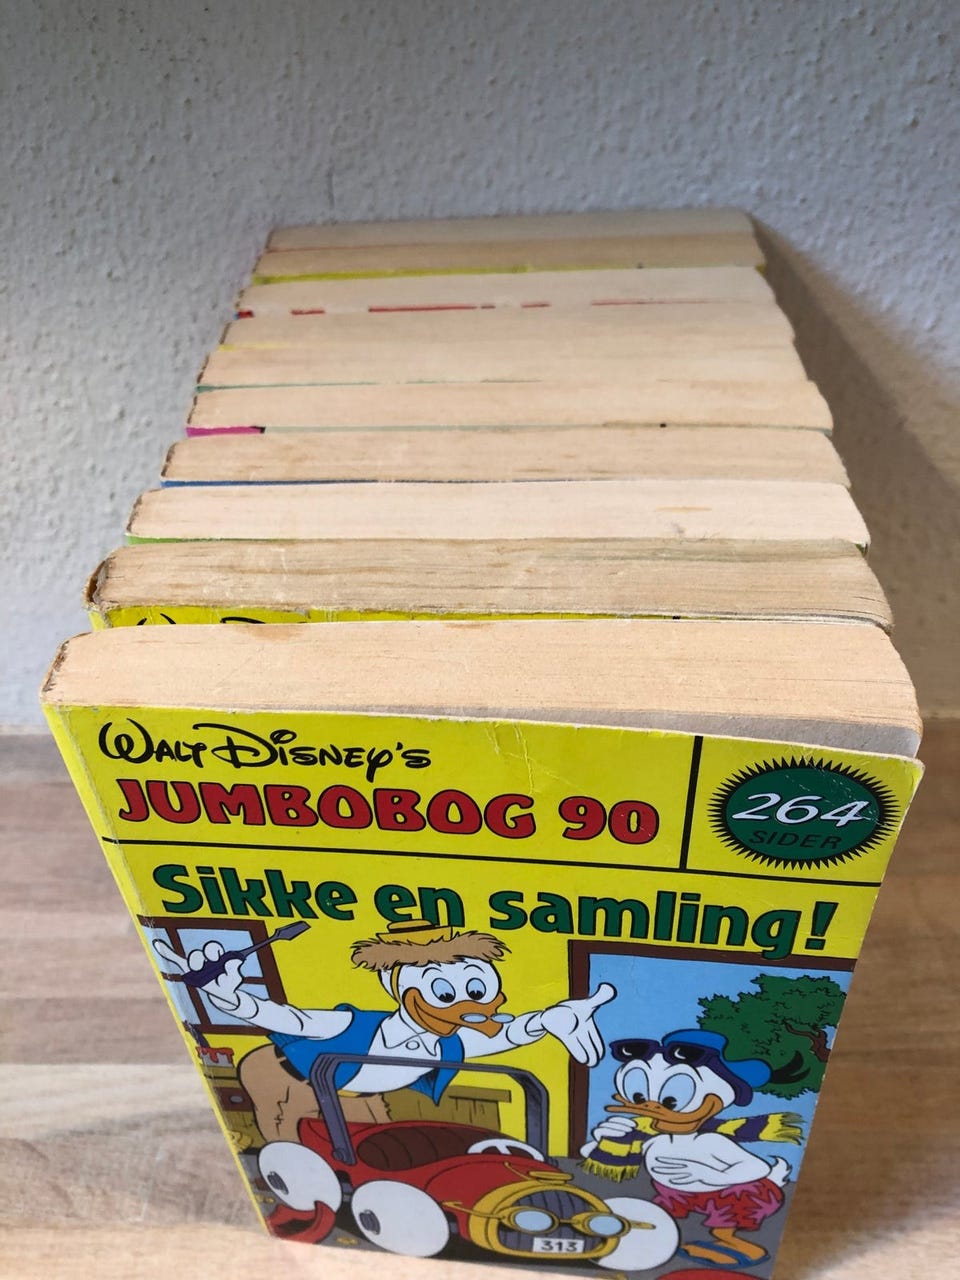 WALT DISNEY'S
JUMBOBOG 90
264
SIDER
Sikke en samling!
313